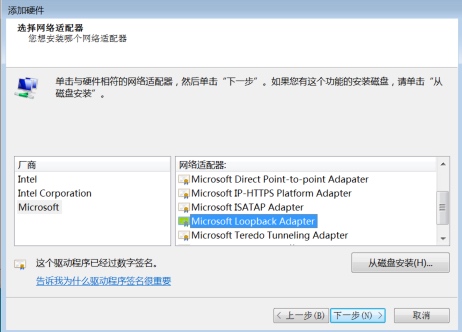 添加硬件
选择网络适配器
您想安装哪个网络适配器
单击与硬件相符的网络适配器，然后单击“下一步”。如果您有这个功能的安装磁盘，请单击“从
磁盘安装”。
厂商
Intel
Intel Corporation
Microsoft
网络适配器:
Microsoft Direct Point-to-point Adapater
Microsoft IP-HTTPS Platform Adapter
Microsoft ISATAP Adapter
Microsoft Loopback Adapter
Microsoft Teredo Tunneling Adapter
这个驱动程序已经过数字签名。
告诉我为什么驱动程序签名很重要
从磁盘安装(H)...
< 上一步(B)
下一步(N) >
取消